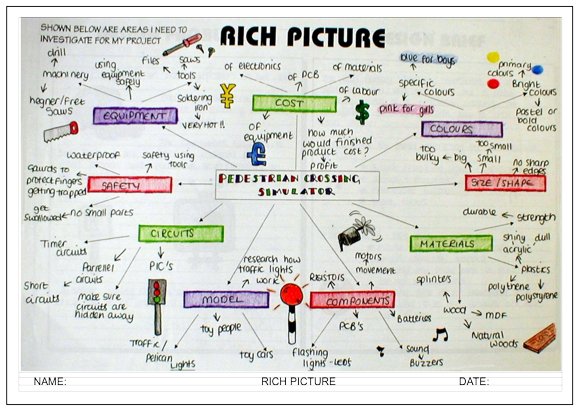 SHOWN BELOW ARE AREAS I NEED TO
INVESTIGATE FOR MY PROJECT
RICH PICTURE
drill
machinery
hegner/fret
saws
using
equipment
safely
Files
saws
tools
Soldering
iron
VERY HOT!!
EQUIPMENT
of electronics
of PCB
of materials
of labour
COST
of
equipment
how much
would finished
product cost?
profit
blue for boys
specific
colours
pink for girls
primary
colours
Bright
colours
pastel or
bold
colours
COLOURS
waterproof
safety using
tools
guards to
protect fingers
getting trapped
SAFETY
get
swallowed
no small parts
PEDESTRIAN CROSSING
SIMULATOR
too
bulky
big
too small
small
no sharp
edges
SIZE/SHAPE
CIRCUITS
Timer
circuits
Parrellel
circuits
Short
circuits
PIC'S
make sure
circuits are
hidden away
durable
strength
shiny
dull
acrylic
plastics
polythene
polystyrene
MATERIALS
splinters
wood
MDF
Natural
woods
research how
traffic lights
work
MODEL
toy people
toy cars
Traffic/
Pelican
Lights
motors
movement
RESISTORS
COMPONENTS
Batteries
PCB'S
Flashing
lights
Sound
Buzzers
NAME:
RICH PICTURE
DATE: